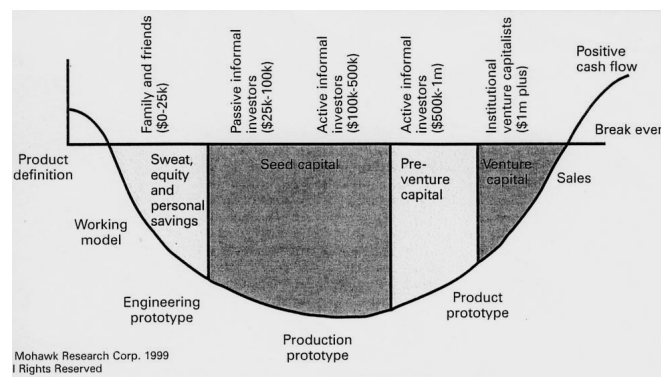 Family and friends
($0-25k)
Passive informal
investors
($25k-100k)
Active informal
investors
($100k-500k)
Active informal
investors
($500k-1m)
Institutional
venture capitalists
($1m plus)
Positive
cash flow
Break even
Product
definition
Sweat,
equity
and
personal
savings
Seed capital
Pre-
venture
capital
Venture
capital
Sales
Working
model
Engineering
prototype
Production
prototype
Product
prototype
Mohawk Research Corp. 1999
l Rights Reserved